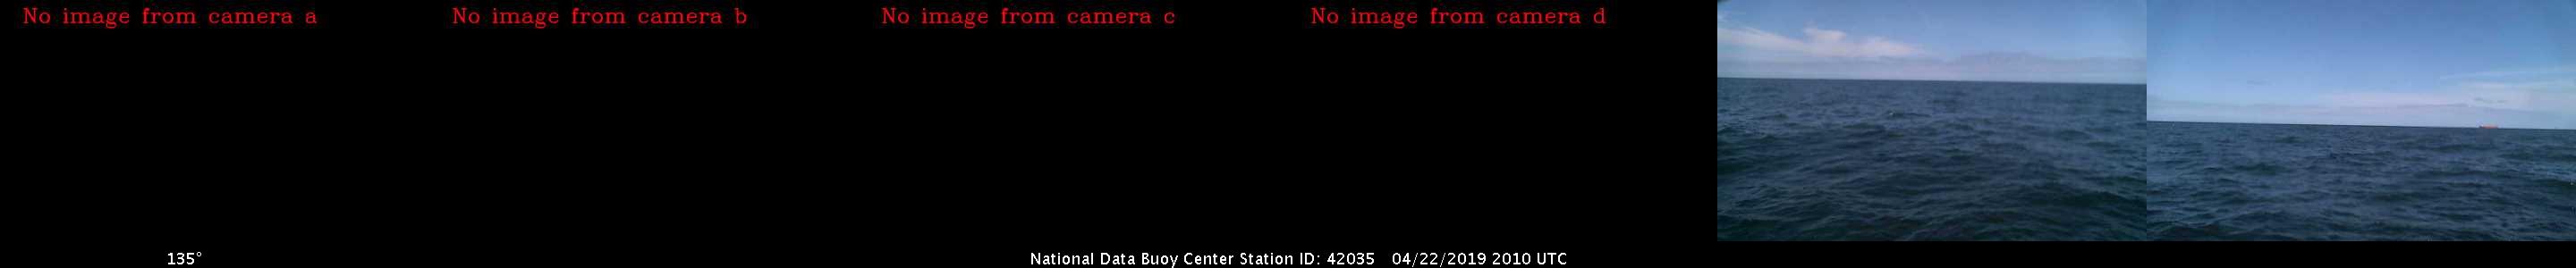 No image from camera a
No image from camera b
No image from camera c
No image from camera d
135°
National Data Buoy Center Station ID: 42035 04/22/2019 2010 UTC